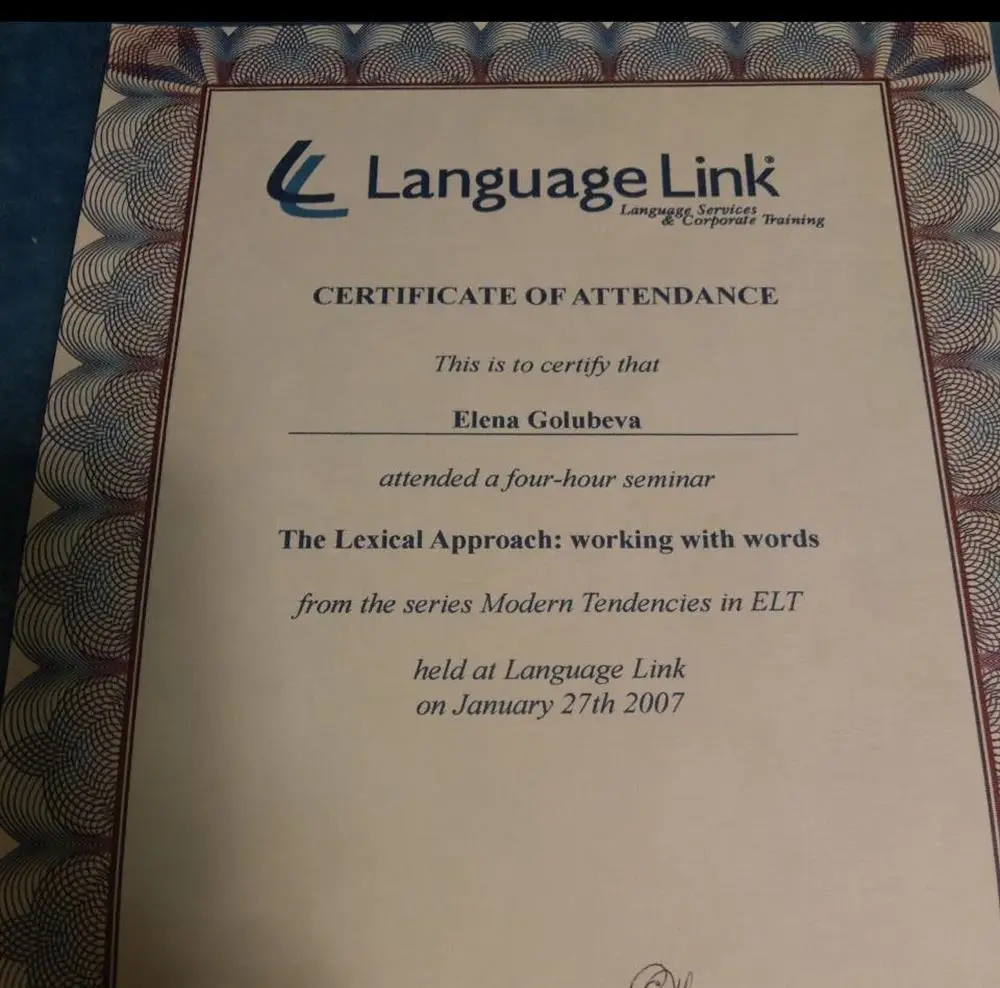 Language Link®
Language Services
& Corporate Training
CERTIFICATE OF ATTENDANCE
This is to certify that
Elena Golubeva
attended a four-hour seminar
The Lexical Approach: working with words
from the series Modern Tendencies in ELT
held at Language Link
on January 27th 2007